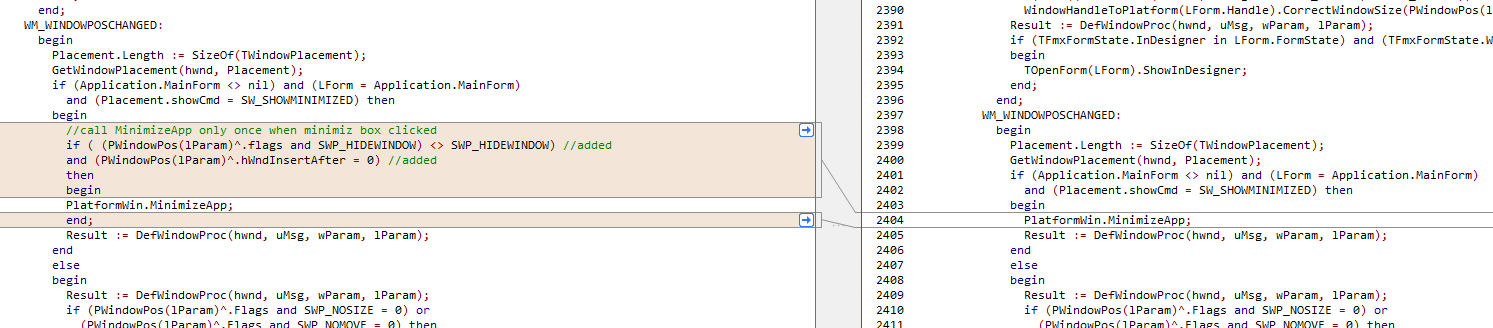 end;
WM_WINDOWPOSCHANGED:
begin
Placement.Length := SizeOf(TWindowPlacement);
GetWindowPlacement(hwnd, Placement);
if (Application.MainForm <> nil) and (LForm = Application.MainForm)
and (Placement.showCmd = SW_SHOWMINIMIZED) then
begin
//call MinimizeApp only once when minimiz box clicked
if ( (PWindowPos(lParam)^.flags and SWP_HIDEWINDOW) <> SWP_HIDEWINDOW) //added
and (PWindowPos(lParam)^.hWndInsertAfter = 0) //added
then
begin
PlatformWin.MinimizeApp;
end;
Result := DefWindowProc(hwnd, uMsg, wParam, lParam);
end
else
begin
Result := DefWindowProc(hwnd, uMsg, wParam, lParam);
if (PWindowPos(lParam)^.Flags and SWP_NOSIZE = 0) or
(PWindowPos(lParam)^.Flags and SWP_NOMOVE = 0) then
2390 WindowHandleToPlatform(LForm.Handle).CorrectWindowSize(PWindowPos(l
2391 Result := DefWindowProc(hwnd, uMsg, wParam, lParam);
2392 if (TFmxFormState.InDesigner in LForm.FormState) and (TFmxFormState.W
2393 begin
2394 TOpenForm(LForm).ShowInDesigner;
2395 end;
2396 end;
2397 WM_WINDOWPOSCHANGED:
2398 begin
2399 Placement.Length := SizeOf(TWindowPlacement);
2400 GetWindowPlacement(hwnd, Placement);
2401 if (Application.MainForm <> nil) and (LForm = Application.MainForm)
2402 and (Placement.showCmd = SW_SHOWMINIMIZED) then
2403 begin
2404 PlatformWin.MinimizeApp;
2405 Result := DefWindowProc(hwnd, uMsg, wParam, lParam);
2406 end
2407 else
2408 begin
2409 Result := DefWindowProc(hwnd, uMsg, wParam, lParam);
2410 if (PWindowPos(lParam)^.Flags and SWP_NOSIZE = 0) or
2411 (PWindowPos(lParam)^.Flags and SWP_NOMOVE = 0) then